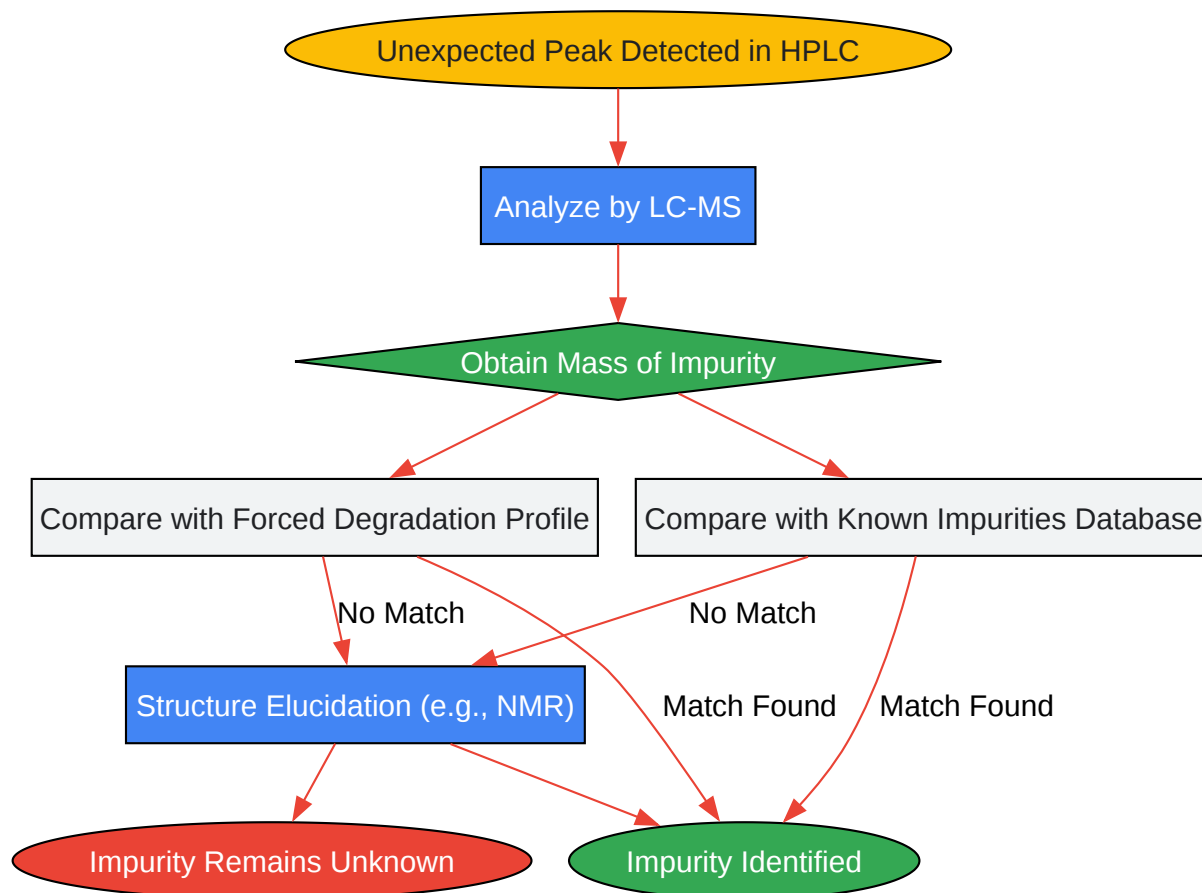 Unexpected Peak Detected in HPLC
Analyze by LC-MS
Obtain Mass of Impurity
Compare with Forced Degradation Profile
Compare with Known Impurities Database
No Match
No Match
Structure Elucidation (e.g., NMR)
Match Found
Match Found
Impurity Remains Unknown
Impurity Identified